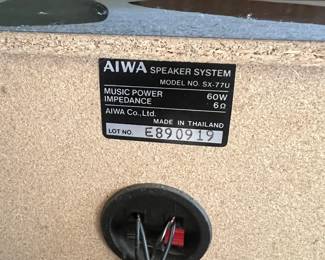 AIWA SPEAKER SYSTEM
MODEL NO. SX-77U
MUSIC POWER 60W
IMPEDANCE 6Ω
AIWA Co., Ltd.
MADE IN THAILAND
LOT NO. E890919